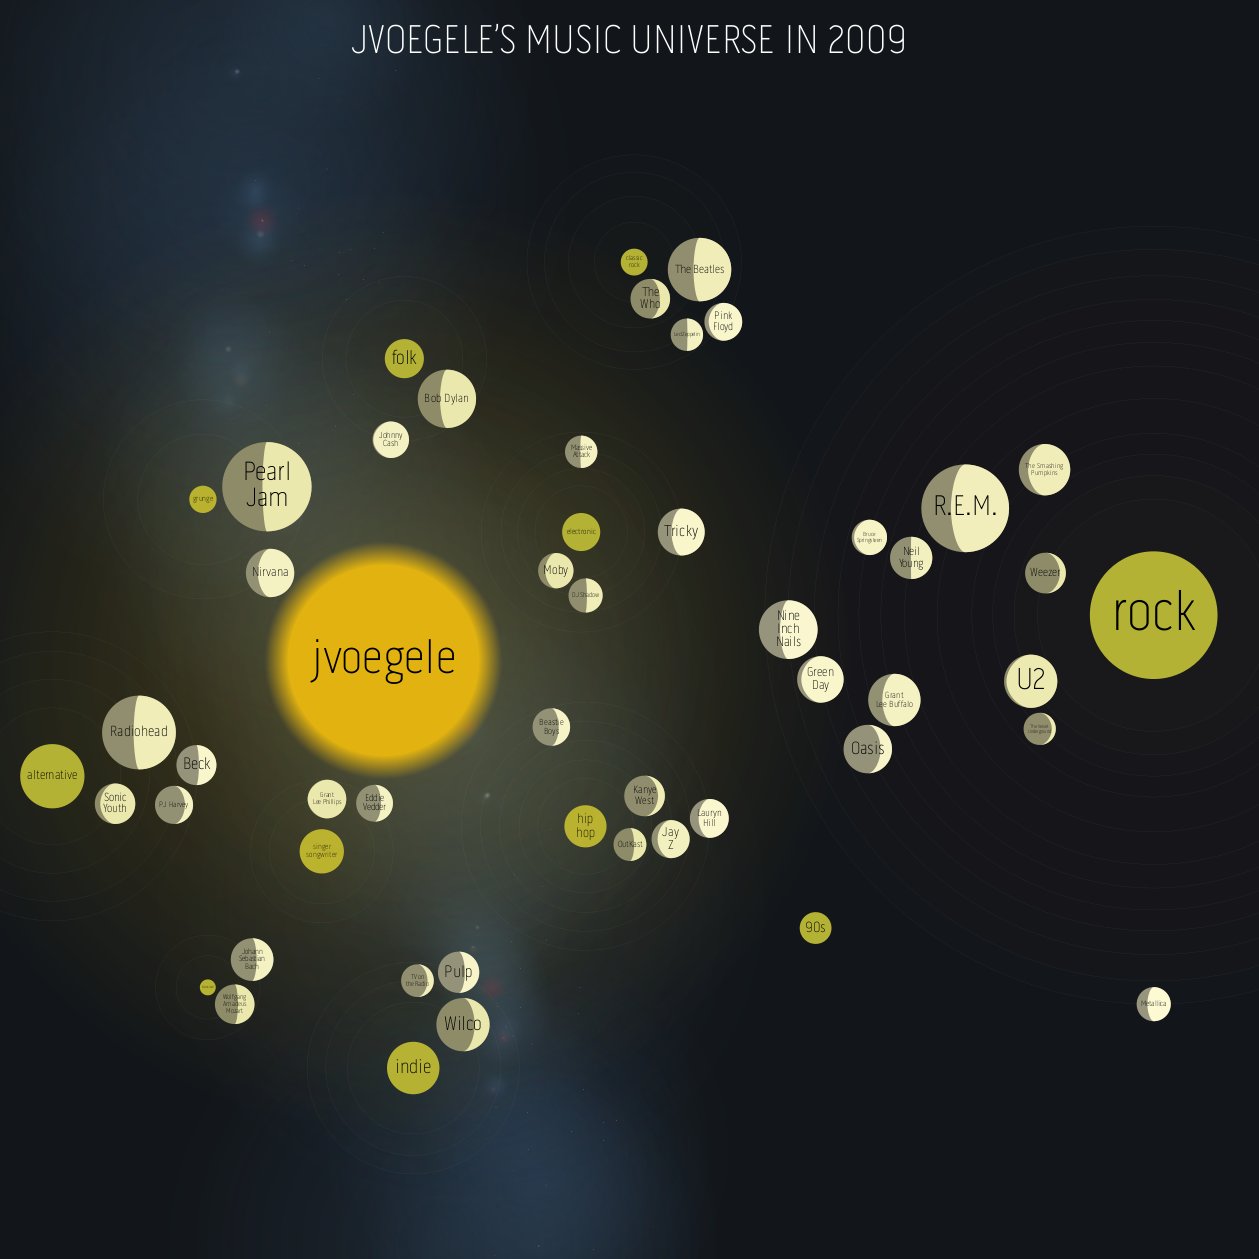 JVOEGELE'S MUSIC UNIVERSE IN 2009
classic
rock
The Beatles
The
Who
Pink
Floyd
Led Zeppelin
folk
Bob Dylan
Johnny
Cash
Pearl
Jam
grunge
Nirvana
Massive
Attack
electronic
Tricky
Moby
DJ Shadow
The Smashing
Pumpkins
R.E.M.
Bruce
Springsteen
Neil
Young
Weezer
rock
Nine
Inch
Nails
Green
Day
Grant
Lee Buffalo
Oasis
U2
The Velvet
Underground
jvoegele
Radiohead
Beck
alternative
Sonic
Youth
PJ Harvey
Grant
Lee Phillips
Eddie
Vedder
singer
songwriter
Beastie
Boys
Kanye
West
hip
hop
Lauryn
Hill
Jay
Z
OutKast
90s
Johann
Sebastian
Bach
Wolfgang
Amadeus
Mozart
TV on
the Radio
Pulp
Wilco
indie
Metallica